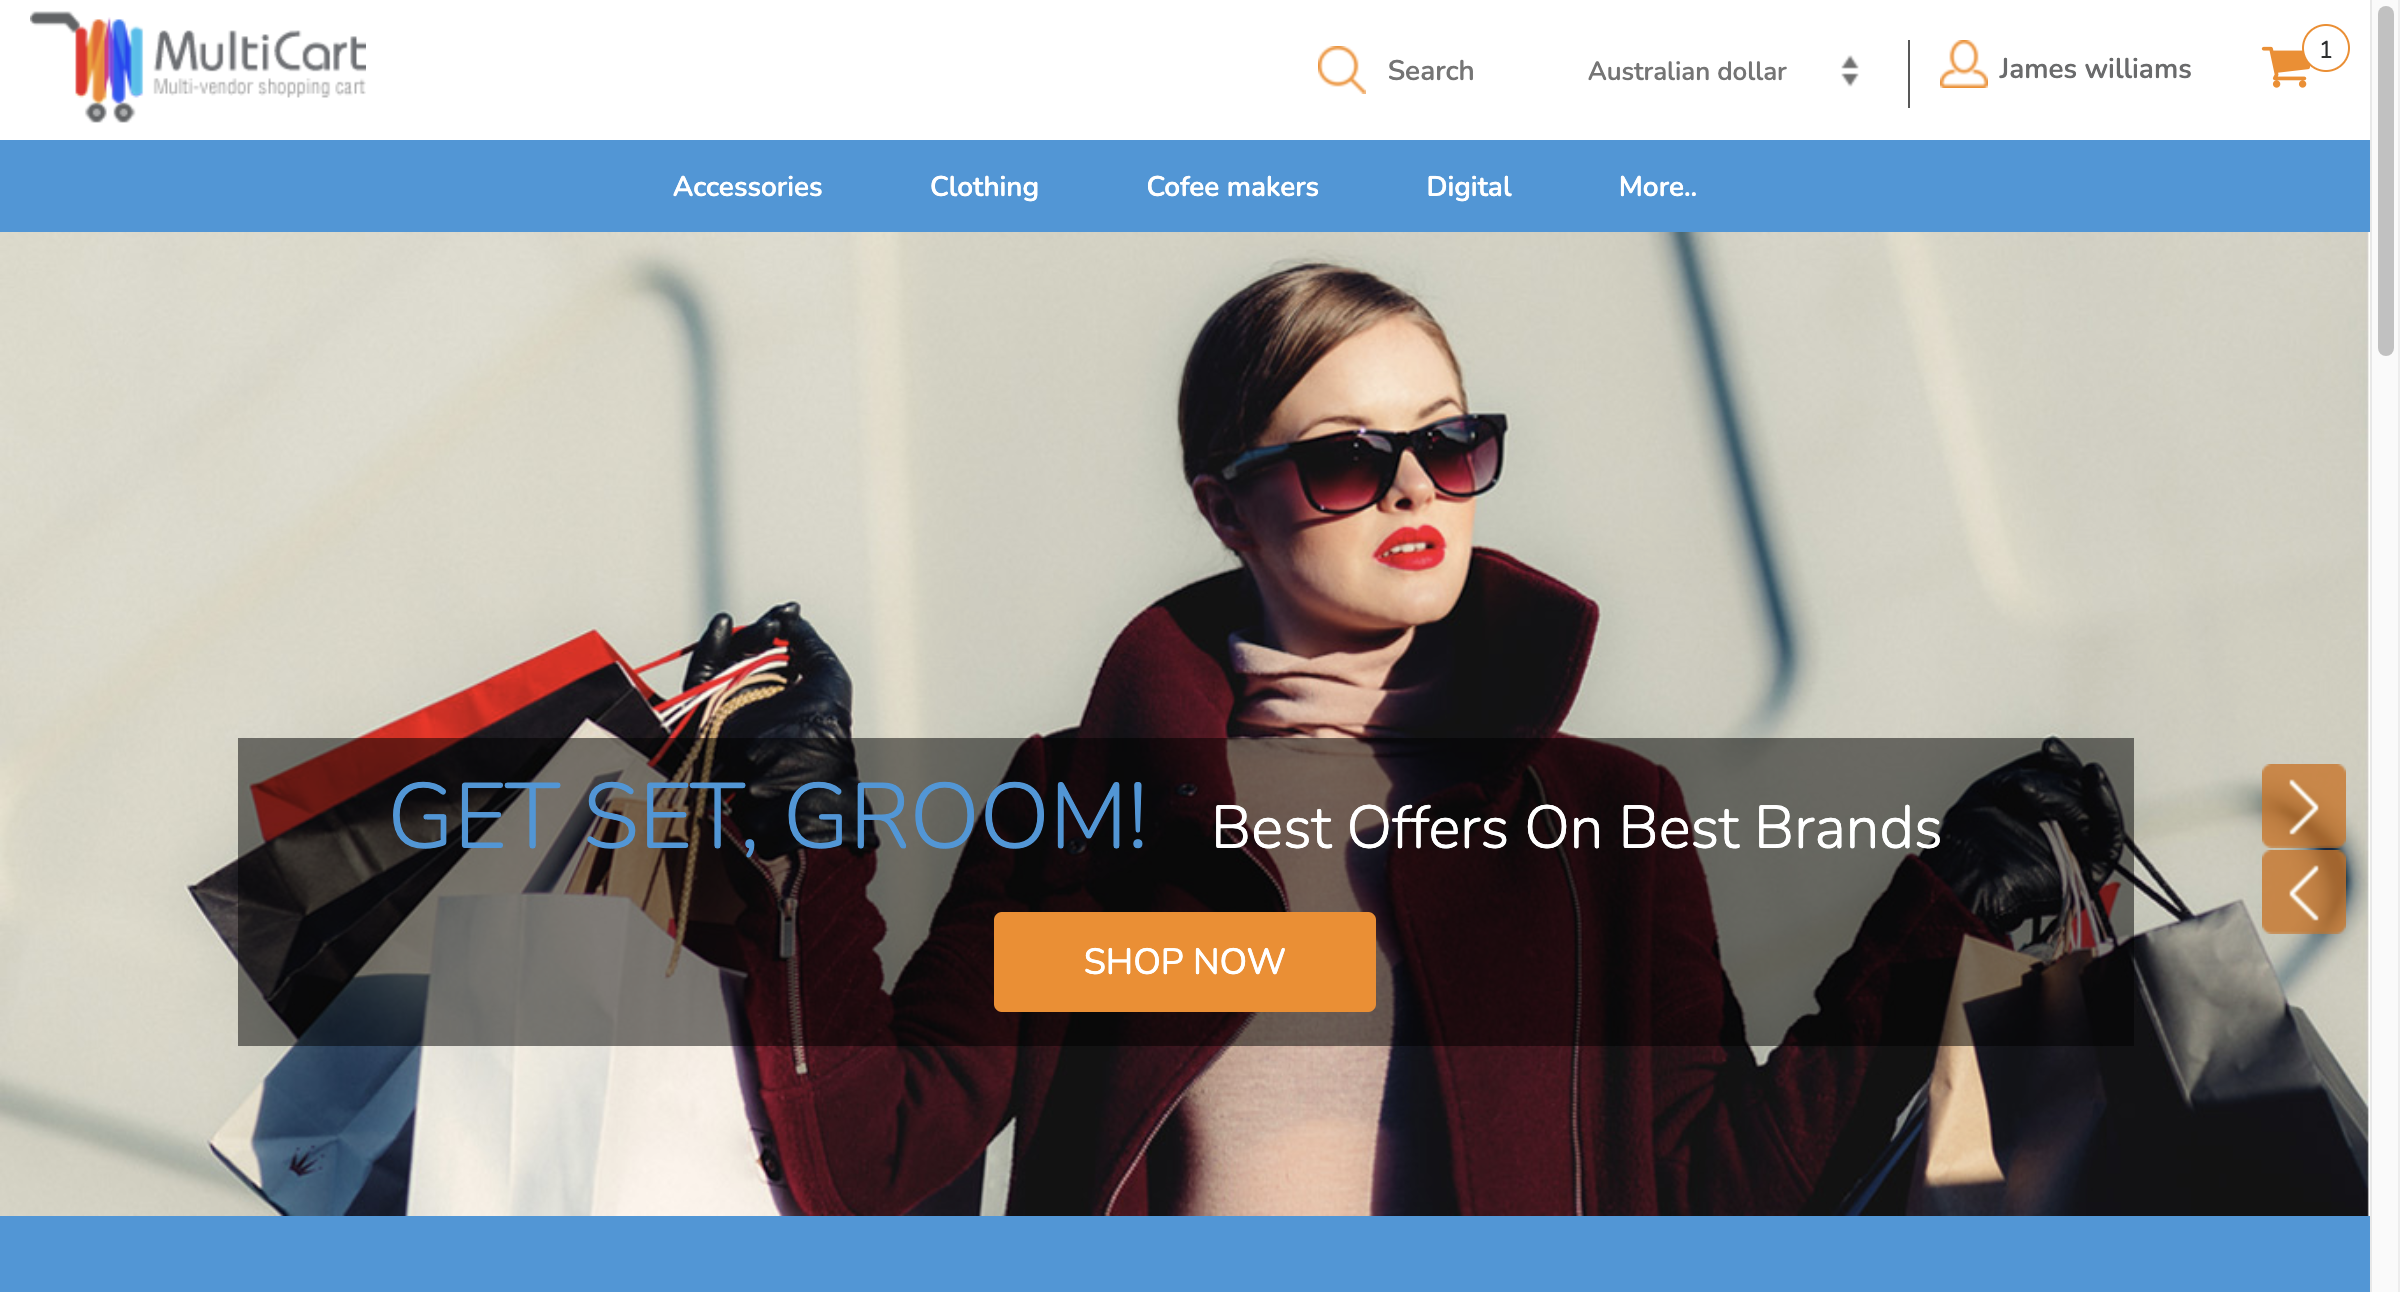 MultiCart
Multi-vendor shopping cart
Search
Australian dollar
James williams
1
Accessories
Clothing
Cofee makers
Digital
More..
GET SET, GROOM!
Best Offers On Best Brands
SHOP NOW